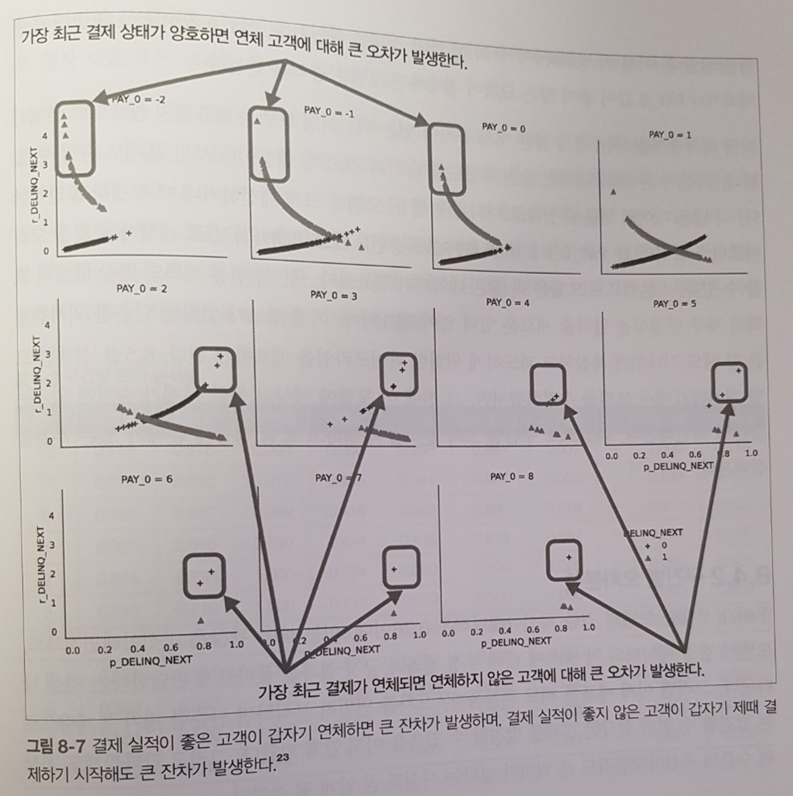 가장 최근 결제 상태가 양호하면 연체 고객에 대해 큰 오차가 발생한다.
PAY_0 = -2
PAY_0 = -1
PAY_0 = 0
PAY_0 = 1
r_DELINQ_NEXT
4
3
2
1
0
PAY_0 = 2
PAY_0 = 3
PAY_0 = 4
PAY_0 = 5
r_DELINQ_NEXT
4
3
2
1
0
0.0 0.2 0.4 0.6 0.8 1.0
p_DELINQ_NEXT
PAY_0 = 6
PAY_0 = 7
PAY_0 = 8
r_DELINQ_NEXT
4
3
2
1
0
DELINQ_NEXT
0
1
0.0 0.2 0.4 0.6 0.8 1.0
0.0 0.2 0.4 0.6 0.8 1.0
0.0 0.2 0.4 0.6 0.8 1.0
p_DELINQ_NEXT
p_DELINQ_NEXT
p_DELINQ_NEXT
가장 최근 결제가 연체되면 연체하지 않은 고객에 대해 큰 오차가 발생한다.
그림 8-7 결제 실적이 좋은 고객이 갑자기 연체하면 큰 잔차가 발생하며, 결제 실적이 좋지 않은 고객이 갑자기 제때 결
제하기 시작해도 큰 잔차가 발생한다.23